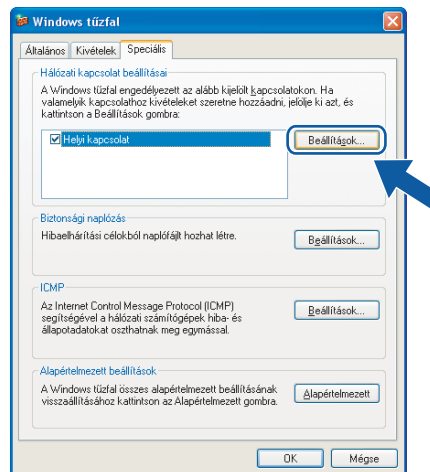 Windows tűzfal
Általános Kivételek Speciális
Hálózati kapcsolat beállításai
A Windows tűzfal engedélyezett az alább kijelölt kapcsolatokon. Ha
valamelyik kapcsolathoz kivételeket szeretne hozzáadni, jelölje ki azt, és
kattintson a Beállítások gombra:
Helyi kapcsolat
Beállítások...
Biztonsági naplózás
Hibaelhárítási célokból naplófájlt hozhat létre.
Beállítások...
ICMP
Az Internet Control Message Protocol (ICMP)
segítségével a hálózati számítógépek hiba- és
állapotadatokat oszthatnak meg egymással.
Beállítások...
Alapértelmezett beállítások
A Windows tűzfal összes alapértelmezett beállításának
visszaállításához kattintson az Alapértelmezett gombra.
Alapértelmezett
OK Mégse